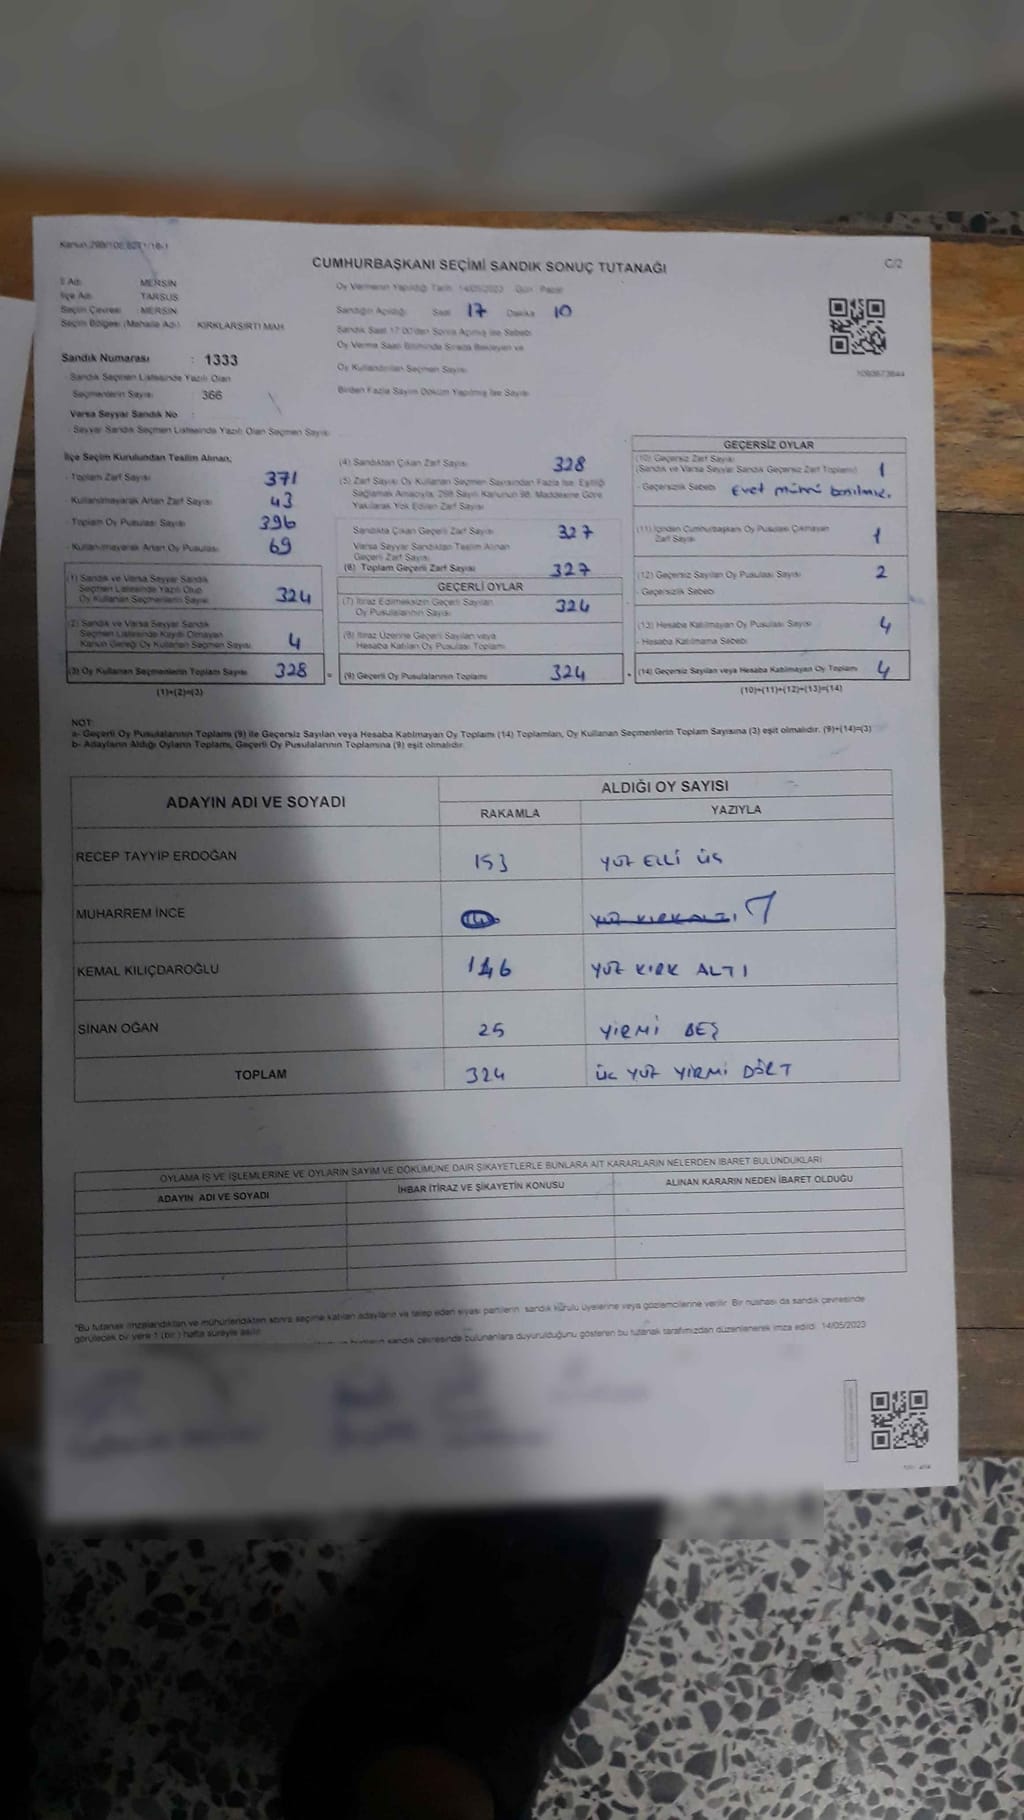 Kanun:298/105,6271/16-1
CUMHURBAŞKANI SEÇİMİ SANDIK SONUÇ TUTANAĞI
C/2
İl Adı: MERSİN
İlçe Adı: TARSUS
Seçim Çevresi: MERSİN
Seçim Bölgesi (Mahalle Adı): KIRKLARSIRTI MAH
Oy Vermenin Yapıldığı Tarih: 14/05/2023 Gün: Pazar
Sandığın Açıldığı: Saat 17 Dakika 10
Sandık Saat 17:00'den Sonra Açılmış İse Sebebi
Oy Verme Saati Bitiminde Sırada Bekleyen ve
Oy Kullandırılan Seçmen Sayısı
Birden Fazla Sayım Döküm Yapılmış İse Sayısı
Sandık Numarası : 1333
- Sandık Seçmen Listesinde Yazılı Olan
Seçmenlerin Sayısı 366
Varsa Seyyar Sandık No
- Seyyar Sandık Seçmen Listesinde Yazılı Olan Seçmen Sayısı
İlçe Seçim Kurulundan Teslim Alınan,
- Toplam Zarf Sayısı 371
- Kullanılmayarak Artan Zarf Sayısı 43
- Toplam Oy Pusulası Sayısı 396
- Kullanılmayarak Artan Oy Pusulası 69
(1) Sandık ve Varsa Seyyar Sandık
Seçmen Listesinde Yazılı Olup
Oy Kullanan Seçmenlerin Sayısı 324
(2) Sandık ve Varsa Seyyar Sandık
Seçmen Listesinde Kayıtlı Olmayan
Kanun Gereği Oy Kullanan Seçmen Sayısı 4
(3) Oy Kullanan Seçmenlerin Toplam Sayısı 328
(1)+(2)=(3)
(4) Sandıktan Çıkan Zarf Sayısı 328
(5) Zarf Sayısı Oy Kullanan Seçmen Sayısından Fazla İse, Eşitliği
Sağlamak Amacıyla, 298 Sayılı Kanunun 98. Maddesine Göre
Yakılarak Yok Edilen Zarf Sayısı
Sandıkta Çıkan Geçerli Zarf Sayısı 327
Varsa Seyyar Sandıktan Teslim Alınan
Geçerli Zarf Sayısı
(6) Toplam Geçerli Zarf Sayısı 327
GEÇERLİ OYLAR
(7) İtiraz Edilmeksizin Geçerli Sayılan
Oy Pusulalarının Sayısı 324
(8) İtiraz Üzerine Geçerli Sayılan veya
Hesaba Katılan Oy Pusulası Toplamı
= (9) Geçerli Oy Pusulalarının Toplamı 324
GEÇERSİZ OYLAR
(10) Geçersiz Zarf Sayısı
(Sandık ve Varsa Seyyar Sandık Geçersiz Zarf Toplamı) 1
- Geçersizlik Sebebi Evet mührü basılmış.
(11) İçinden Cumhurbaşkanı Oy Pusulası Çıkmayan
Zarf Sayısı 1
(12) Geçersiz Sayılan Oy Pusulası Sayısı 2
- Geçersizlik Sebebi
(13) Hesaba Katılmayan Oy Pusulası Sayısı 4
- Hesaba Katılmama Sebebi
+ (14) Geçersiz Sayılan veya Hesaba Katılmayan Oy Toplamı 4
(10)+(11)+(12)+(13)=(14)
NOT:
a- Geçerli Oy Pusulalarının Toplamı (9) ile Geçersiz Sayılan veya Hesaba Katılmayan Oy Toplamı (14) Toplamları, Oy Kullanan Seçmenlerin Toplam Sayısına (3) eşit olmalıdır. (9)+(14)=(3)
b- Adayların Aldığı Oyların Toplamı, Geçerli Oy Pusulalarının Toplamına (9) eşit olmalıdır.
ADAYIN ADI VE SOYADI
ALDIĞI OY SAYISI
RAKAMLA YAZIYLA
RECEP TAYYİP ERDOĞAN 153 YÜZ ELLİ ÜÇ
MUHARREM İNCE YÜZ KIRKALTI
KEMAL KILIÇDAROĞLU 146 YÜZ KIRK ALTI
SİNAN OĞAN 25 YİRMİ BEŞ
TOPLAM 324 ÜÇ YÜZ YİRMİ DÖRT
OYLAMA İŞ VE İŞLEMLERİNE VE OYLARIN SAYIM VE DÖKÜMÜNE DAİR ŞİKAYETLERLE BUNLARA AİT KARARLARIN NELERDEN İBARET BULUNDUKLARI
ADAYIN ADI VE SOYADI İHBAR İTİRAZ VE ŞİKAYETİN KONUSU ALINAN KARARIN NEDEN İBARET OLDUĞU
*Bu tutanak imzalandıktan ve mühürlendikten sonra seçime katılan adayların ve talep eden siyasi partilerin sandık kurulu üyelerine veya gözlemcilerine verilir. Bir nüshası da sandık çevresinde
görülecek bir yere 1 (bir) hafta süreyle asılır.
sandık çevresinde bulunanlara duyurulduğunu gösteren bu tutanak tarafımızdan düzenlenerek imza edildi. 14/05/2023